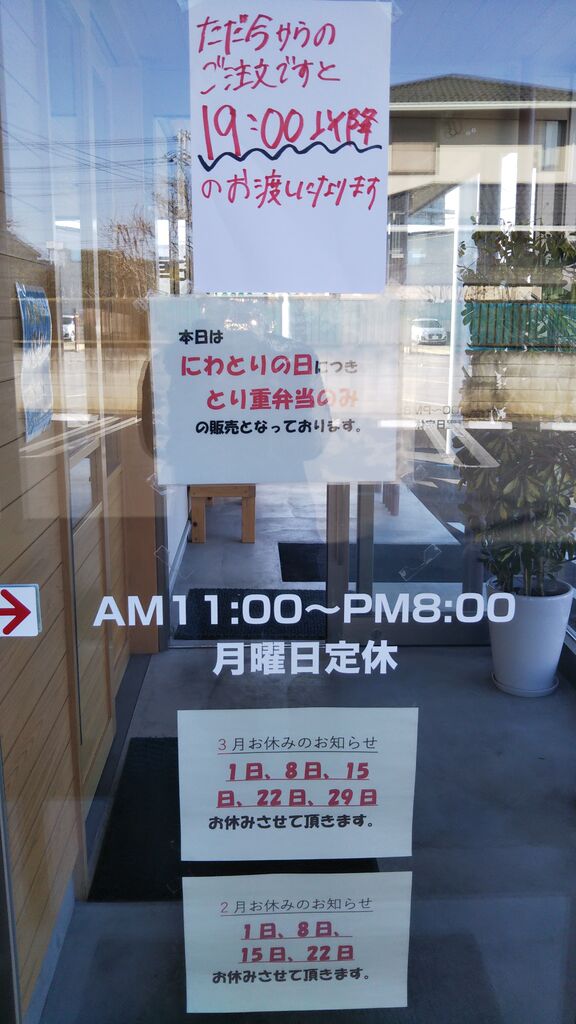 ただ今からの
ご注文ですと
19:00以降
のお渡しになります
本日は
にわとりの日につき
とり重弁当のみ
の販売となっております。
AM11:00～PM8:00
月曜日定休
3月お休みのお知らせ
1日、8日、15
日、22日、29日
お休みさせて頂きます。
2月お休みのお知らせ
1日、8日、
15日、22日
お休みさせて頂きます。